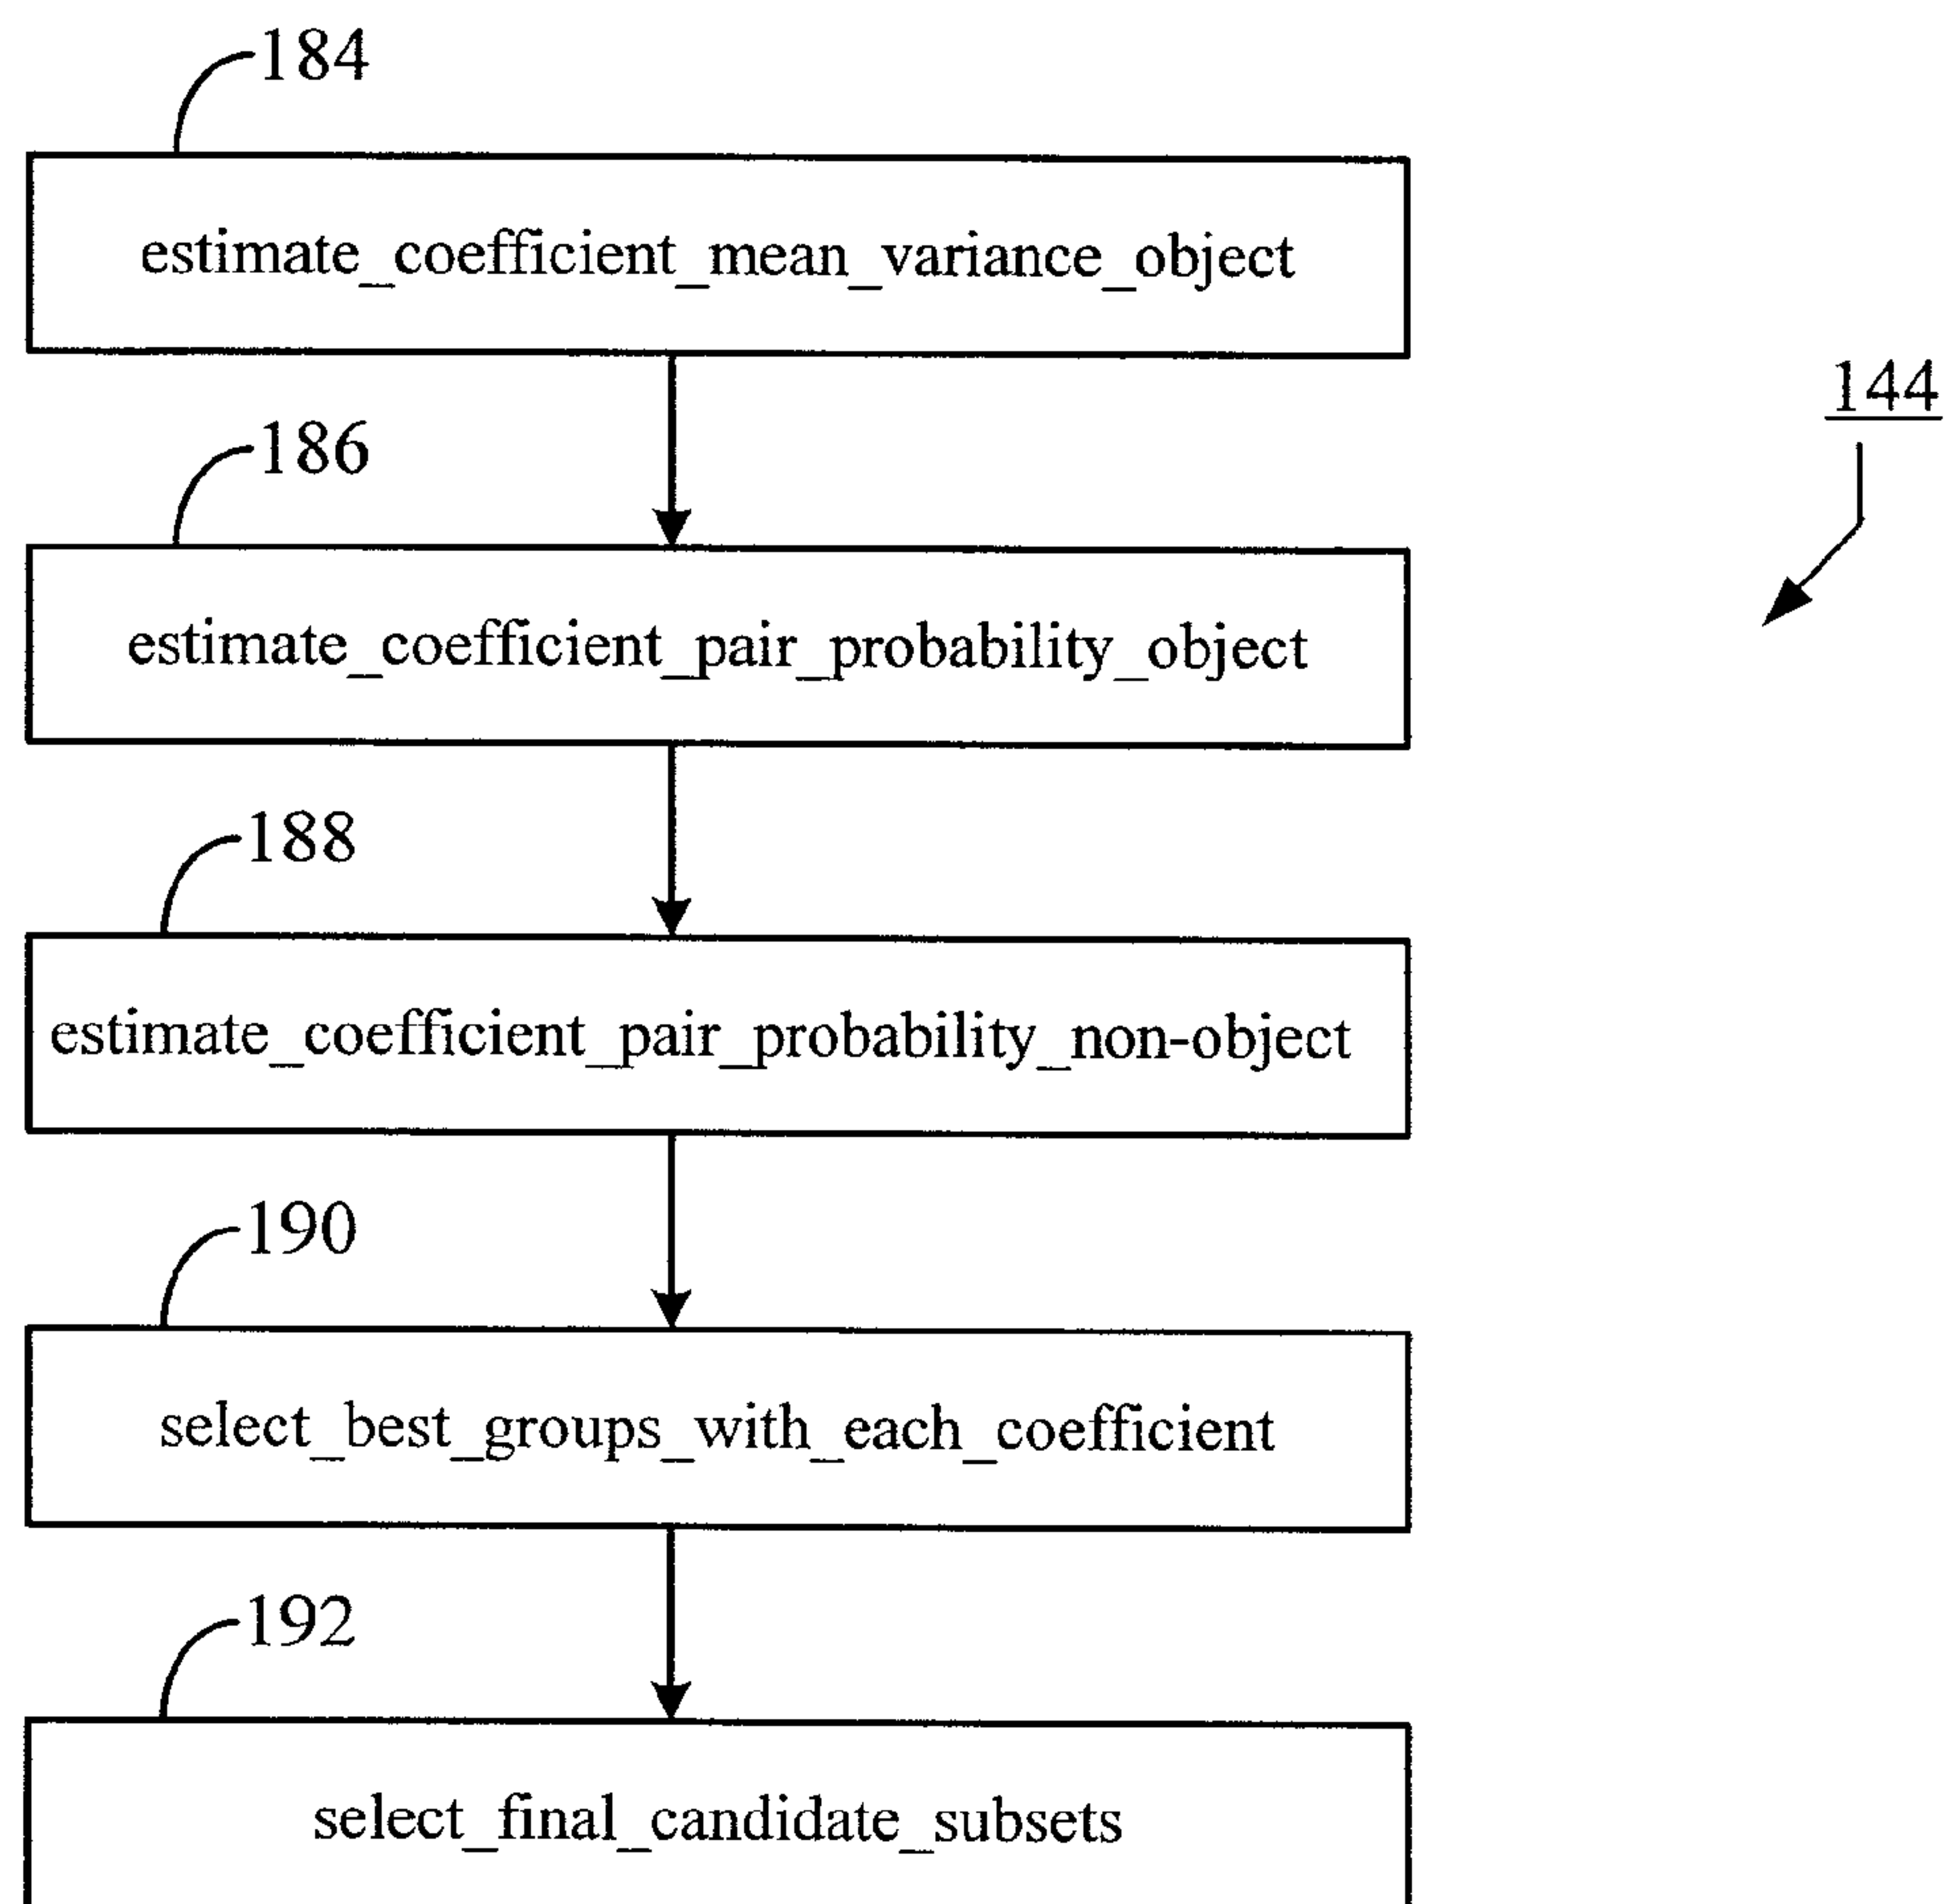 184
estimate_coefficient_mean_variance_object
144
186
estimate_coefficient_pair_probability_object
188
estimate_coefficient_pair_probability_non-object
190
select_best_groups_with_each_coefficient
192
select_final_candidate_subsets